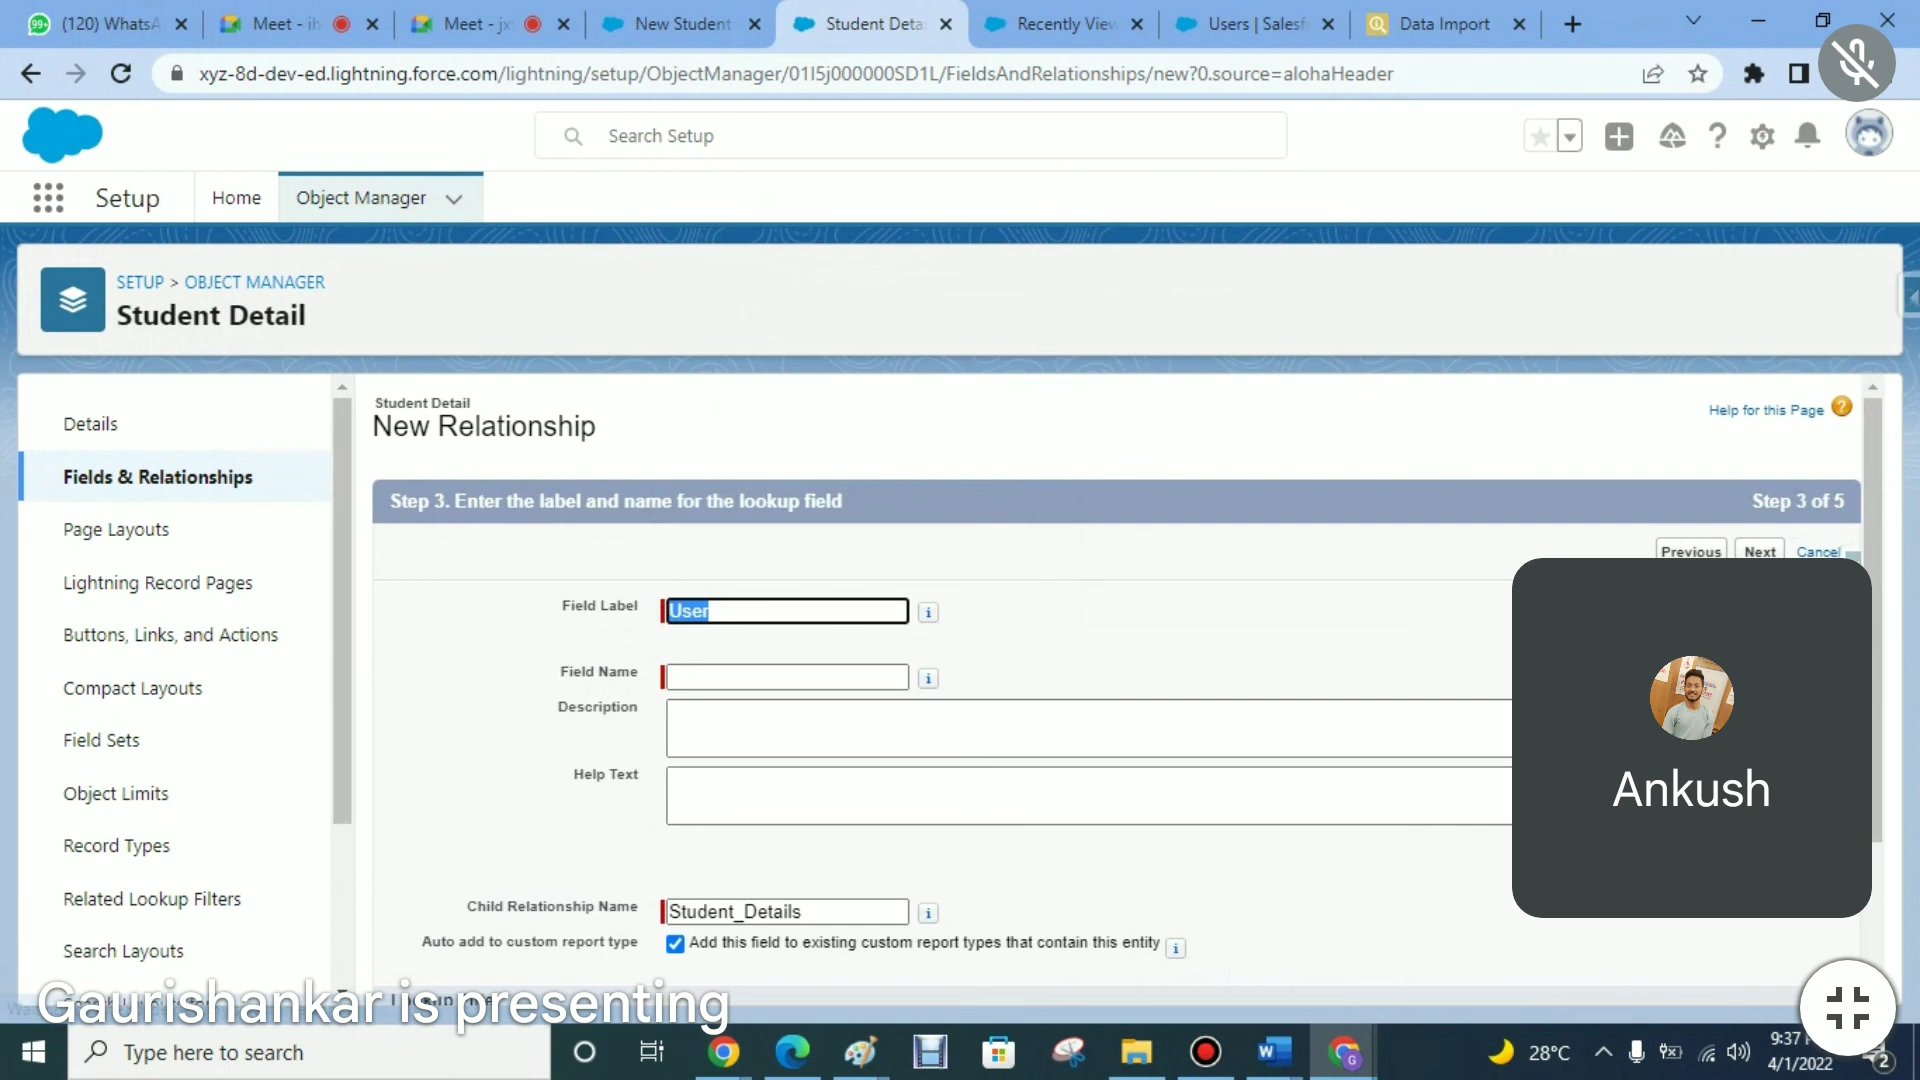 99+ (120) WhatsA
Meet - ih
Meet - jx
New Student
Student Deta
Recently View
Users | Salesf
Data Import
xyz-8d-dev-ed.lightning.force.com/lightning/setup/ObjectManager/01I5j000000SD1L/FieldsAndRelationships/new?0.source=alohaHeader
Search Setup
Setup
Home
Object Manager
SETUP > OBJECT MANAGER
Student Detail
Details
Fields & Relationships
Page Layouts
Lightning Record Pages
Buttons, Links, and Actions
Compact Layouts
Field Sets
Object Limits
Record Types
Related Lookup Filters
Search Layouts
Student Detail
New Relationship
Help for this Page
Step 3. Enter the label and name for the lookup field
Step 3 of 5
Previous
Next
Cancel
Field Label
User
Field Name
Description
Help Text
Child Relationship Name
Student_Details
Auto add to custom report type
Add this field to existing custom report types that contain this entity
Ankush
Gaurishankar is presenting
Type here to search
28°C
9:37
4/1/2022
2